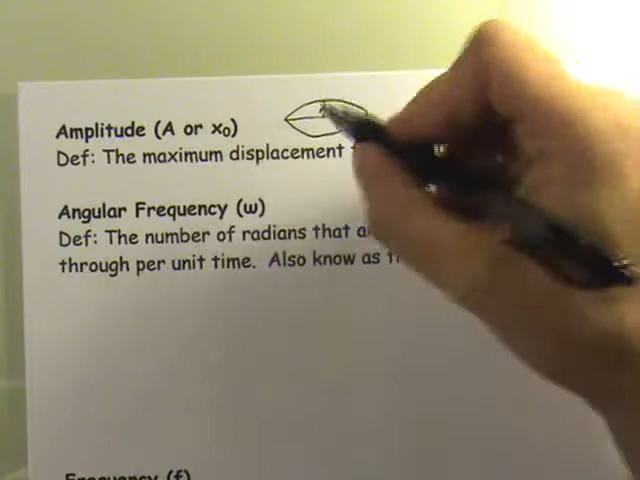 Amplitude (A or x₀)
Def: The maximum displacement
Angular Frequency (w)
Def: The number of radians that
through per unit time. Also know as
Frequency (f)